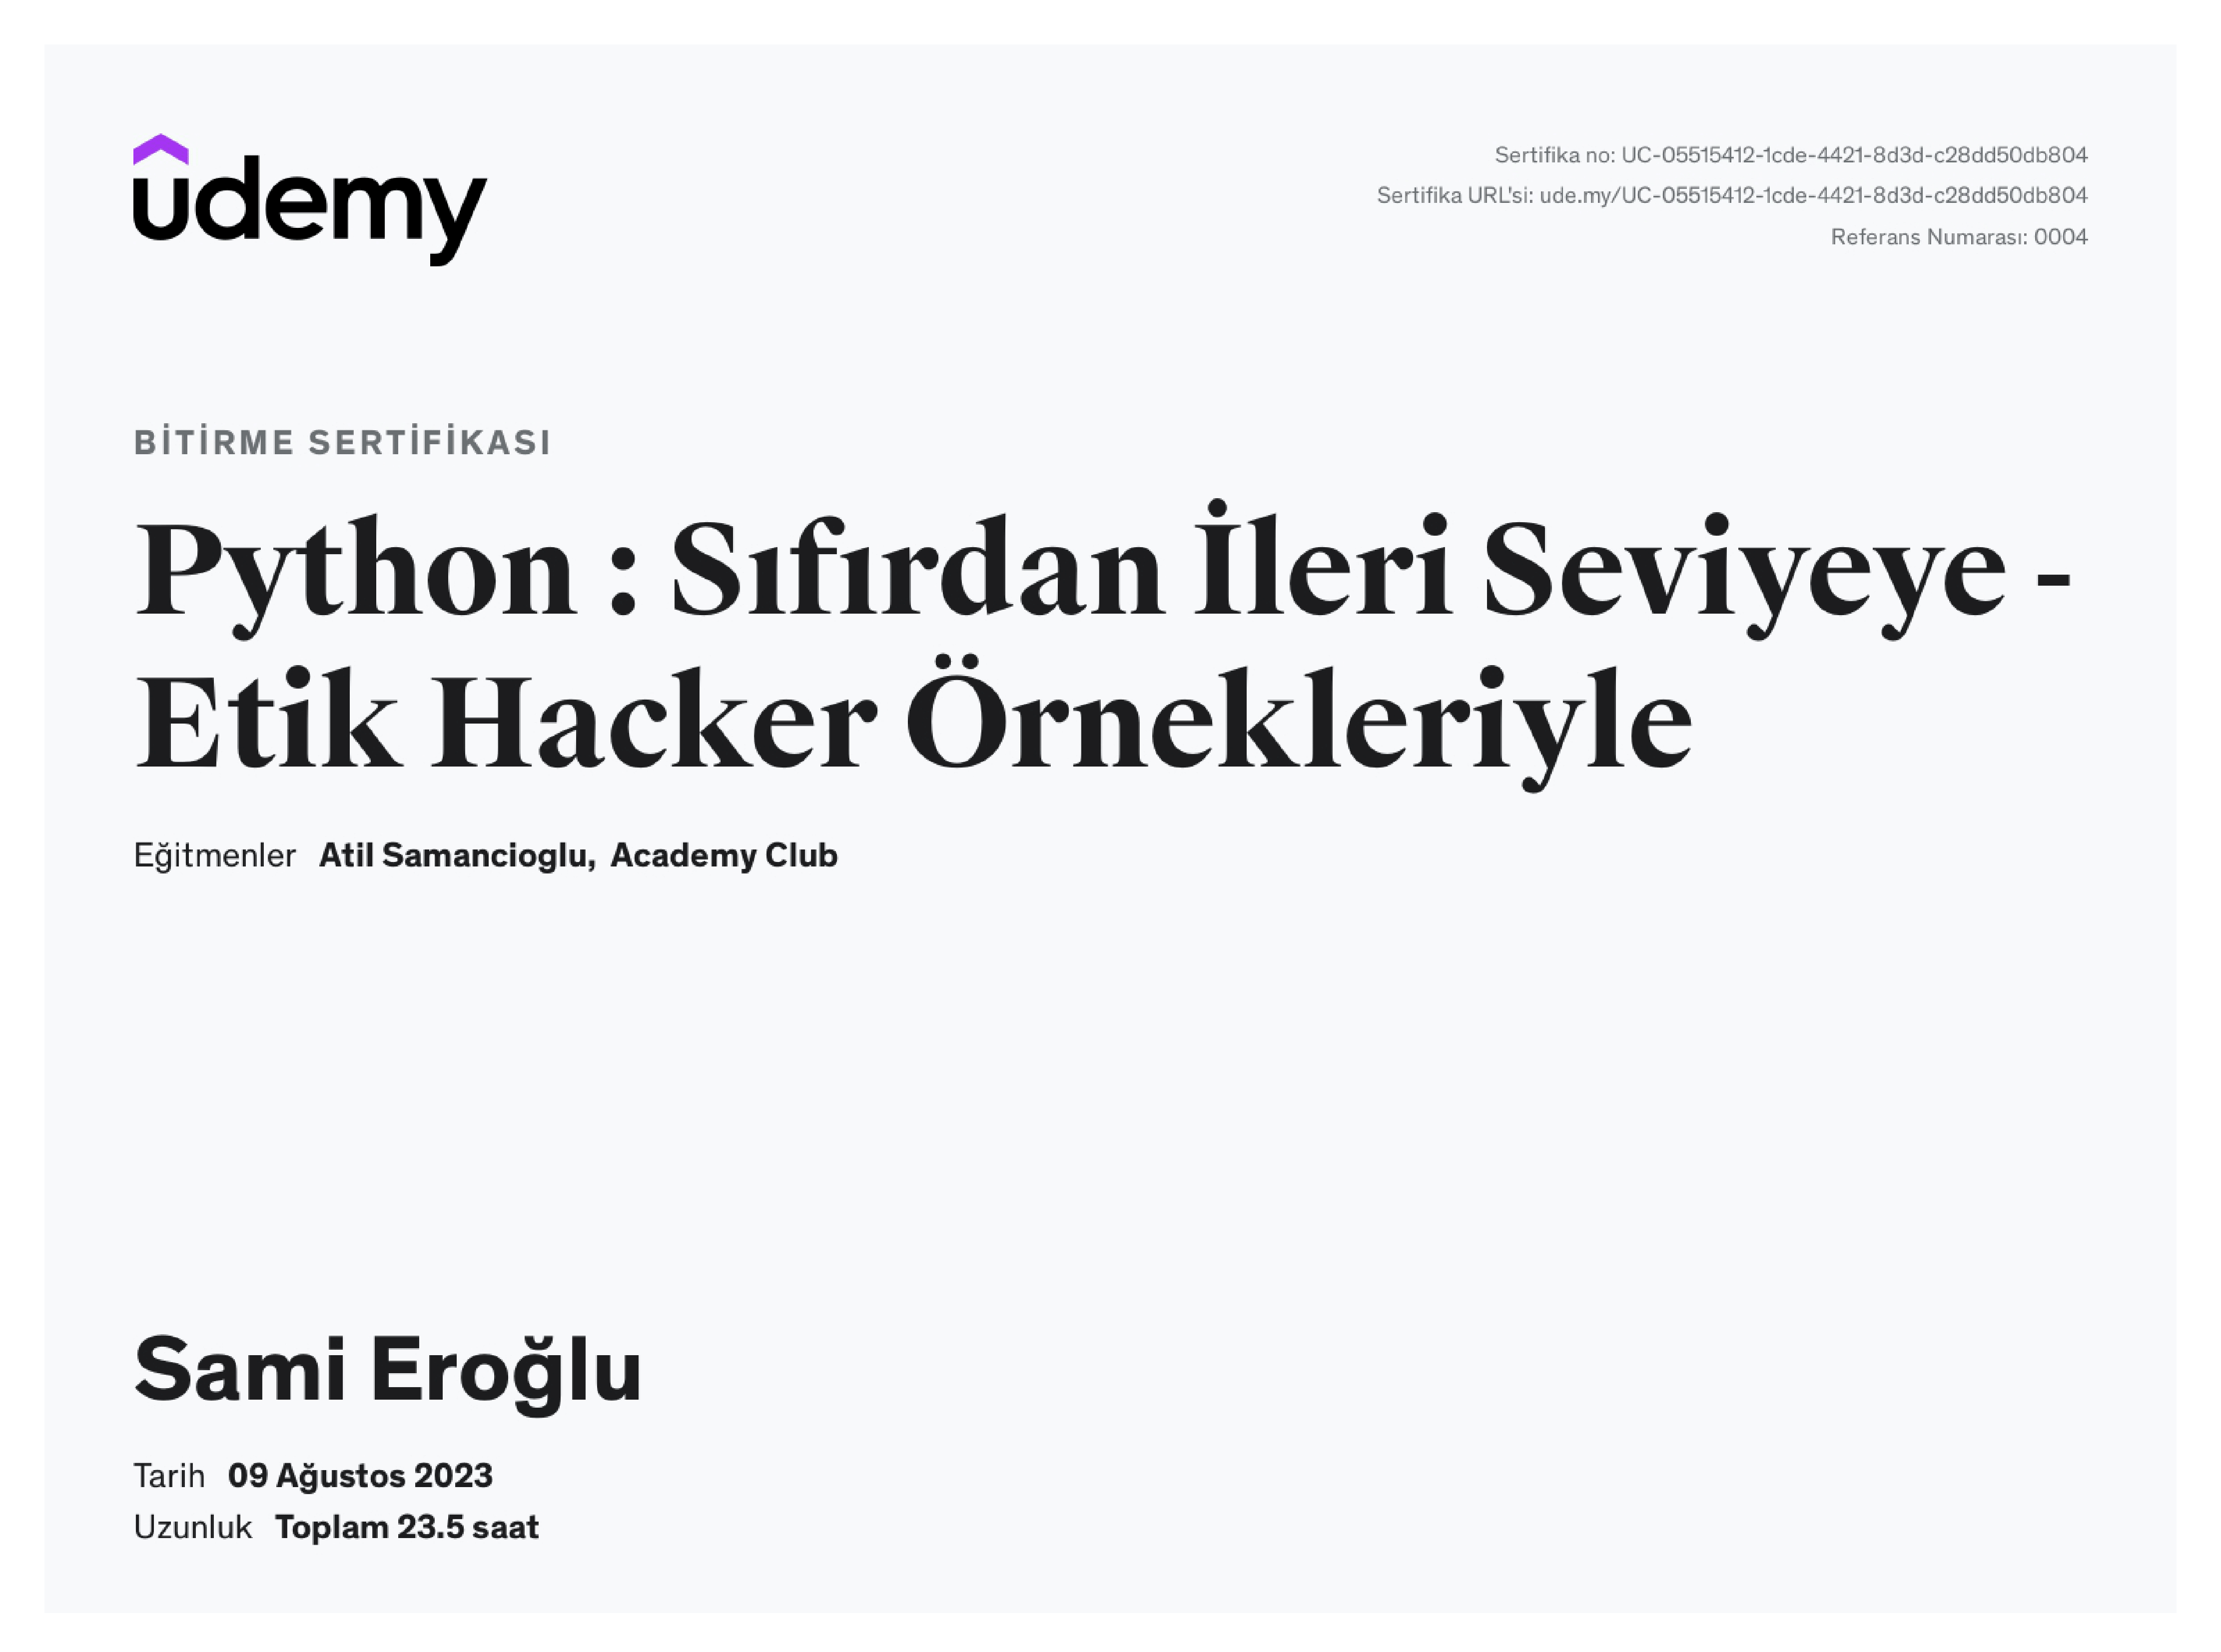 udemy
Sertifika no: UC-05515412-1cde-4421-8d3d-c28dd50db804
Sertifika URL'si: ude.my/UC-05515412-1cde-4421-8d3d-c28dd50db804
Referans Numarası: 0004
BİTİRME SERTİFİKASI
Python : Sıfırdan İleri Seviyeye -
Etik Hacker Örnekleriyle
Eğitmenler Atil Samancioglu, Academy Club
Sami Eroğlu
Tarih 09 Ağustos 2023
Uzunluk Toplam 23.5 saat